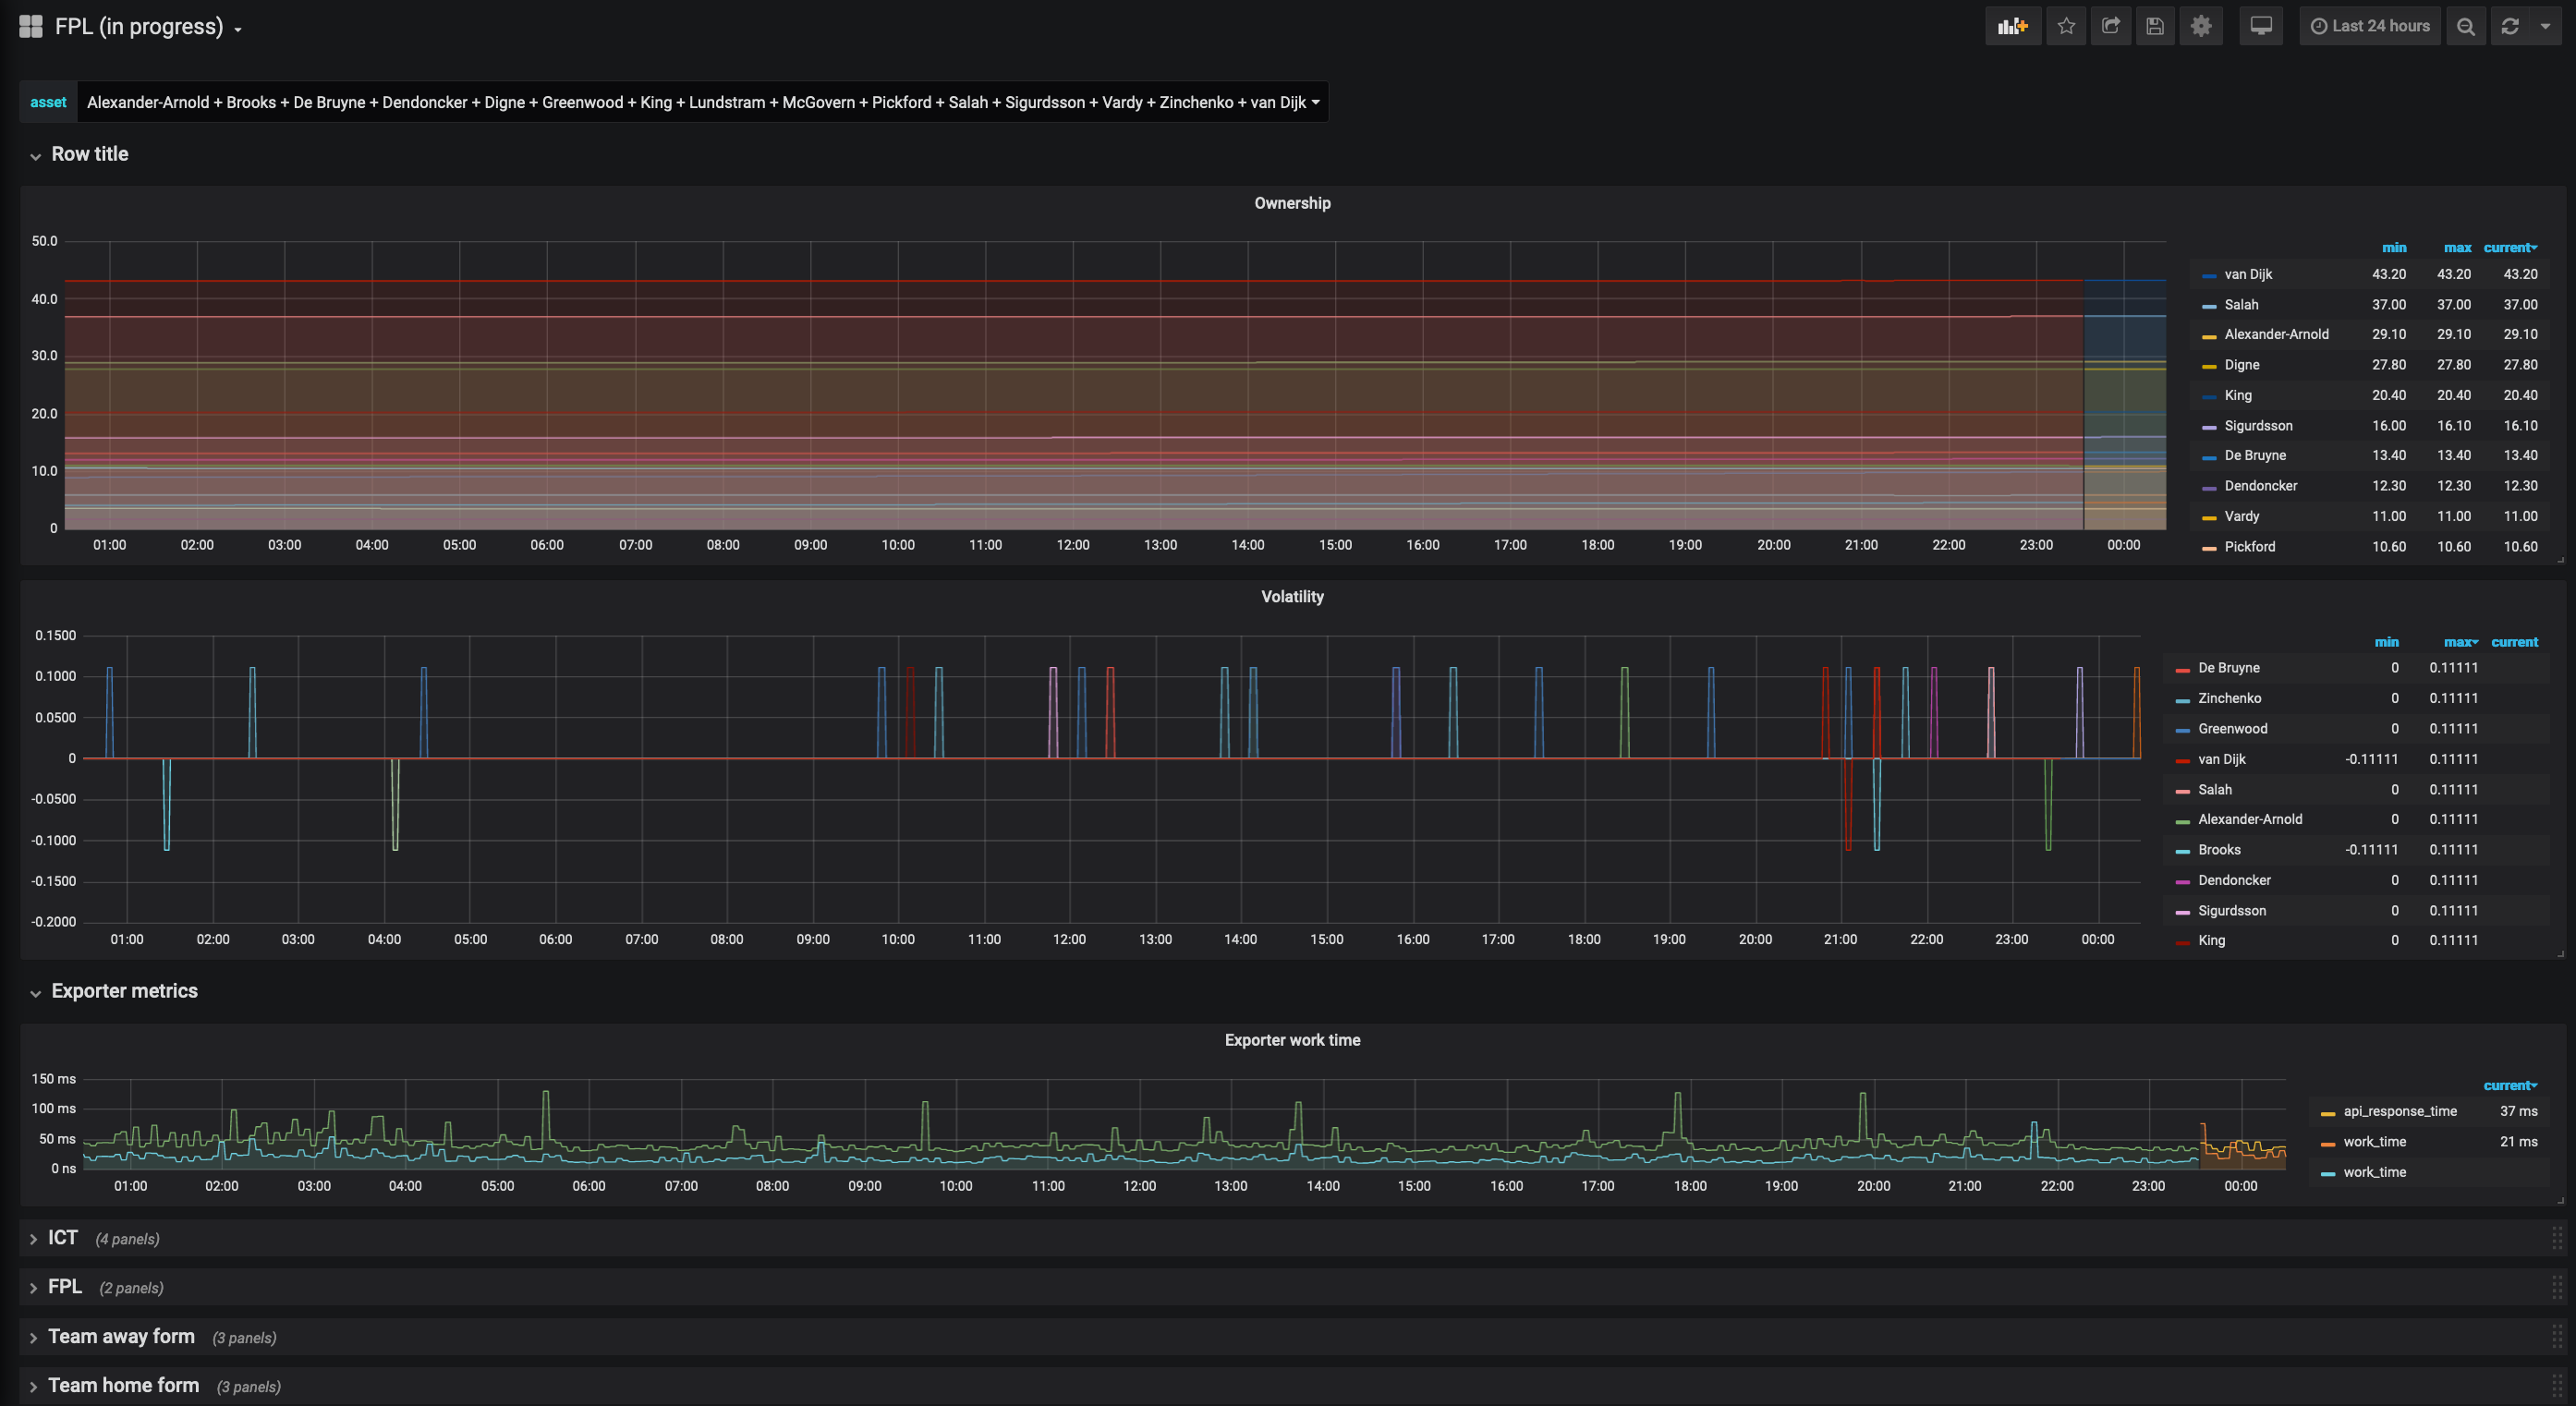 FPL (in progress)
Last 24 hours
asset Alexander-Arnold + Brooks + De Bruyne + Dendoncker + Digne + Greenwood + King + Lundstram + McGovern + Pickford + Salah + Sigurdsson + Vardy + Zinchenko + van Dijk
Row title
Ownership
50.0
40.0
30.0
20.0
10.0
0
01:00 02:00 03:00 04:00 05:00 06:00 07:00 08:00 09:00 10:00 11:00 12:00 13:00 14:00 15:00 16:00 17:00 18:00 19:00 20:00 21:00 22:00 23:00 00:00
min max current
van Dijk 43.20 43.20 43.20
Salah 37.00 37.00 37.00
Alexander-Arnold 29.10 29.10 29.10
Digne 27.80 27.80 27.80
King 20.40 20.40 20.40
Sigurdsson 16.00 16.10 16.10
De Bruyne 13.40 13.40 13.40
Dendoncker 12.30 12.30 12.30
Vardy 11.00 11.00 11.00
Pickford 10.60 10.60 10.60
Volatility
0.1500
0.1000
0.0500
0
-0.0500
-0.1000
-0.1500
-0.2000
01:00 02:00 03:00 04:00 05:00 06:00 07:00 08:00 09:00 10:00 11:00 12:00 13:00 14:00 15:00 16:00 17:00 18:00 19:00 20:00 21:00 22:00 23:00 00:00
min max current
De Bruyne 0 0.11111
Zinchenko 0 0.11111
Greenwood 0 0.11111
van Dijk -0.11111 0.11111
Salah 0 0.11111
Alexander-Arnold 0 0.11111
Brooks -0.11111 0.11111
Dendoncker 0 0.11111
Sigurdsson 0 0.11111
King 0 0.11111
Exporter metrics
Exporter work time
150 ms
100 ms
50 ms
0 ns
01:00 02:00 03:00 04:00 05:00 06:00 07:00 08:00 09:00 10:00 11:00 12:00 13:00 14:00 15:00 16:00 17:00 18:00 19:00 20:00 21:00 22:00 23:00 00:00
current
api_response_time 37 ms
work_time 21 ms
work_time
ICT (4 panels)
FPL (2 panels)
Team away form (3 panels)
Team home form (3 panels)